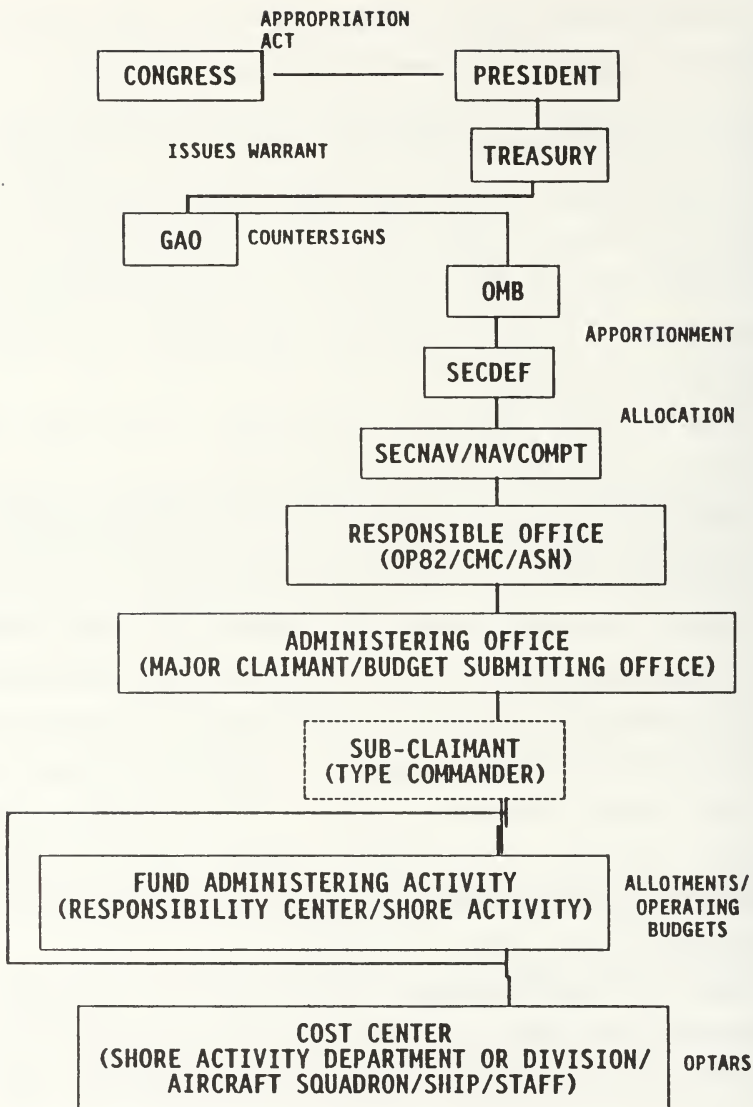 APPROPRIATION
ACT
CONGRESS
PRESIDENT
ISSUES WARRANT
TREASURY
GAO
COUNTERSIGNS
OMB
APPORTIONMENT
SECDEF
ALLOCATION
SECNAV/NAVCOMPT
RESPONSIBLE OFFICE
(OP82/CMC/ASN)
ADMINISTERING OFFICE
(MAJOR CLAIMANT/BUDGET SUBMITTING OFFICE)
SUB-CLAIMANT
(TYPE COMMANDER)
FUND ADMINISTERING ACTIVITY
(RESPONSIBILITY CENTER/SHORE ACTIVITY)
ALLOTMENTS/
OPERATING
BUDGETS
COST CENTER
(SHORE ACTIVITY DEPARTMENT OR DIVISION/
AIRCRAFT SQUADRON/SHIP/STAFF)
OPTARS